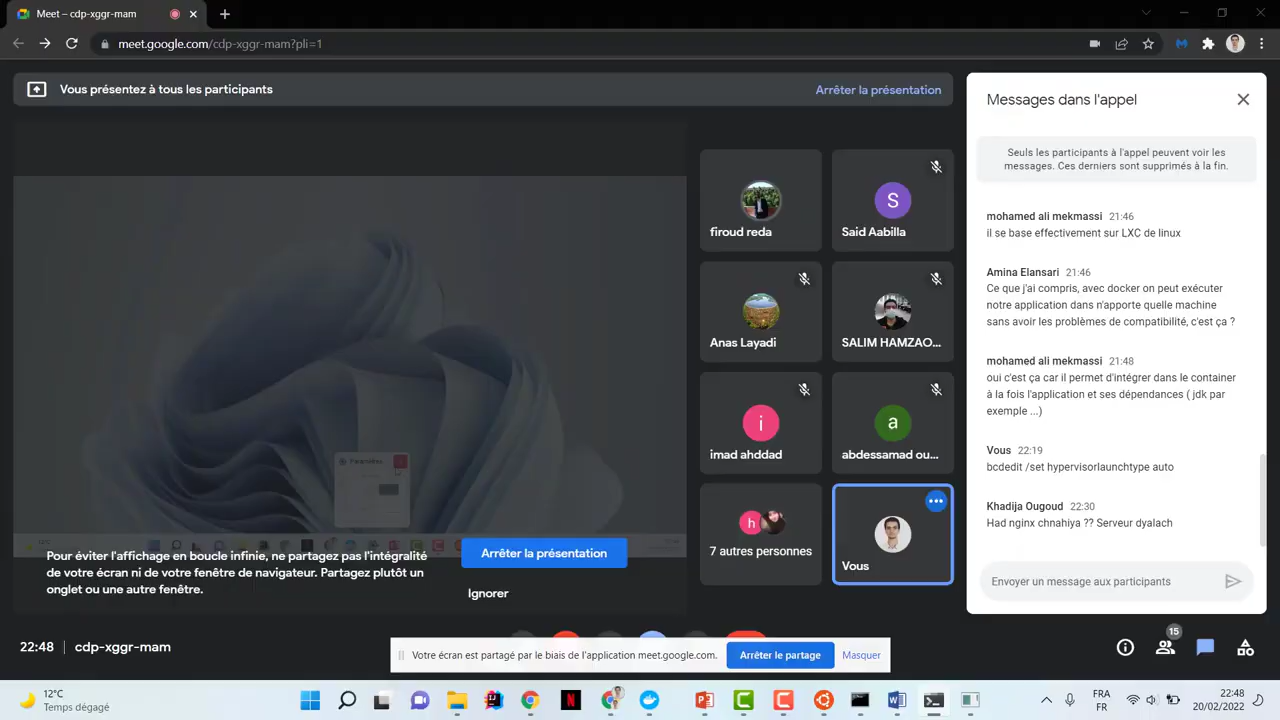 Meet – cdp-xggr-mam
meet.google.com/cdp-xggr-mam?pli=1
Vous présentez à tous les participants
Arrêter la présentation
Messages dans l'appel
Seuls les participants à l'appel peuvent voir les
messages. Ces derniers sont supprimés à la fin.
mohamed ali mekmassi 21:46
il se base effectivement sur LXC de linux
Amina Elansari 21:46
Ce que j'ai compris, avec docker on peut exécuter
notre application dans n'apporte quelle machine
sans avoir les problèmes de compatibilité, c'est ça ?
mohamed ali mekmassi 21:48
oui c'est ça car il permet d'intégrer dans le container
à la fois l'application et ses dépendances ( jdk par
exemple ...)
Vous 22:19
bcdedit /set hypervisorlaunchtype auto
Khadija Ougoud 22:30
Had nginx chnahiya ?? Serveur dyalach
Envoyer un message aux participants
firoud reda
S
Said Aabilla
Anas Layadi
SALIM HAMZAO...
i
imad ahddad
a
abdessamad ou...
h
7 autres personnes
Vous
Paramètres
Pour éviter l'affichage en boucle infinie, ne partagez pas l'intégralité
de votre écran ni de votre fenêtre de navigateur. Partagez plutôt un
onglet ou une autre fenêtre.
Arrêter la présentation
Ignorer
22:48 | cdp-xggr-mam
15
Votre écran est partagé par le biais de l'application meet.google.com.
Arrêter le partage
Masquer
12°C
Temps dégagé
FRA
FR
22:48
20/02/2022